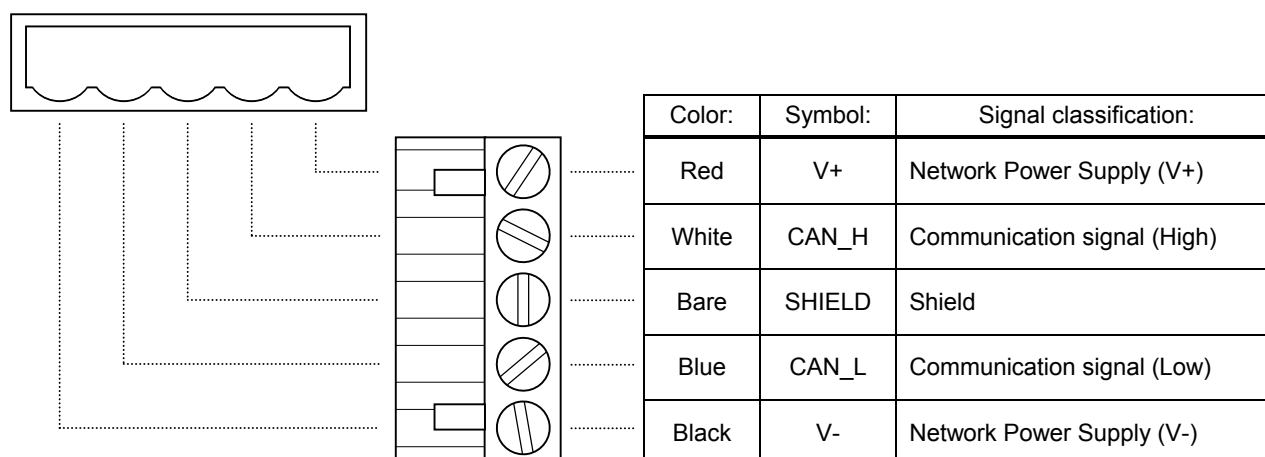 Color: Symbol: Signal classification:
Red V+ Network Power Supply (V+)
White CAN_H Communication signal (High)
Bare SHIELD Shield
Blue CAN_L Communication signal (Low)
Black V- Network Power Supply (V-)